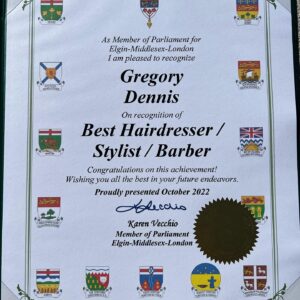 As Member of Parliament for
Elgin-Middlesex-London
I am pleased to recognize
Gregory
Dennis
On recognition of
Best Hairdresser /
Stylist / Barber
Congratulations on this achievement!
Wishing you all the best in your future endeavors.
Proudly presented October 2022
KVecchio
Karen Vecchio
Member of Parliament
Elgin-Middlesex-London